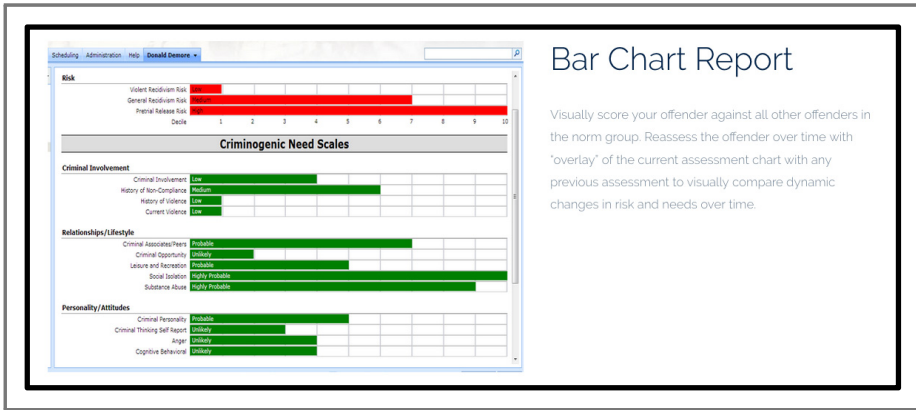 Scheduling Administration Help Donald Demore
Bar Chart Report
Visually score your offender against all other offenders in
the norm group. Reassess the offender over time with
"overlay" of the current assessment chart with any
previous assessment to visually compare dynamic
changes in risk and needs over time.
Risk
Violent Recidivism Risk Low
General Recidivism Risk Medium
Pretrial Release Risk High
Decile 1 2 3 4 5 6 7 8 9 10
Criminogenic Need Scales
Criminal Involvement
Criminal Involvement Low
History of Non-Compliance Medium
History of Violence Low
Current Violence Low
Relationships/Lifestyle
Criminal Associates/Peers Probable
Criminal Opportunity Unlikely
Leisure and Recreation Probable
Social Isolation Highly Probable
Substance Abuse Highly Probable
Personality/Attitudes
Criminal Personality Probable
Criminal Thinking Self Report Unlikely
Anger Unlikely
Cognitive Behavioral Unlikely